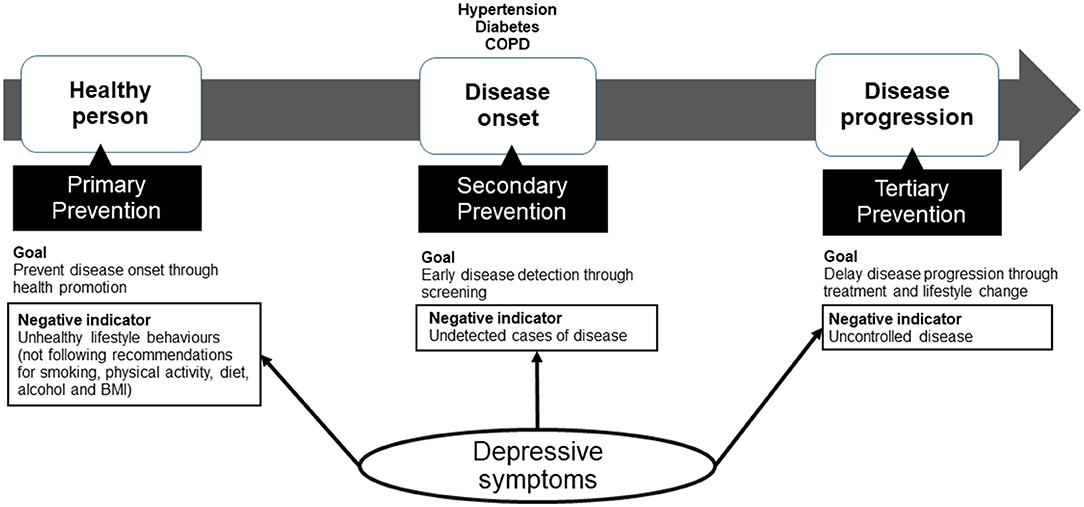 Hypertension
Diabetes
COPD
Healthy
person
Disease
onset
Disease
progression
Primary
Prevention
Secondary
Prevention
Tertiary
Prevention
Goal
Prevent disease onset through
health promotion
Negative indicator
Unhealthy lifestyle behaviours
(not following recommendations
for smoking, physical activity, diet,
alcohol and BMI)
Goal
Early disease detection through
screening
Negative indicator
Undetected cases of disease
Goal
Delay disease progression through
treatment and lifestyle change
Negative indicator
Uncontrolled disease
Depressive
symptoms